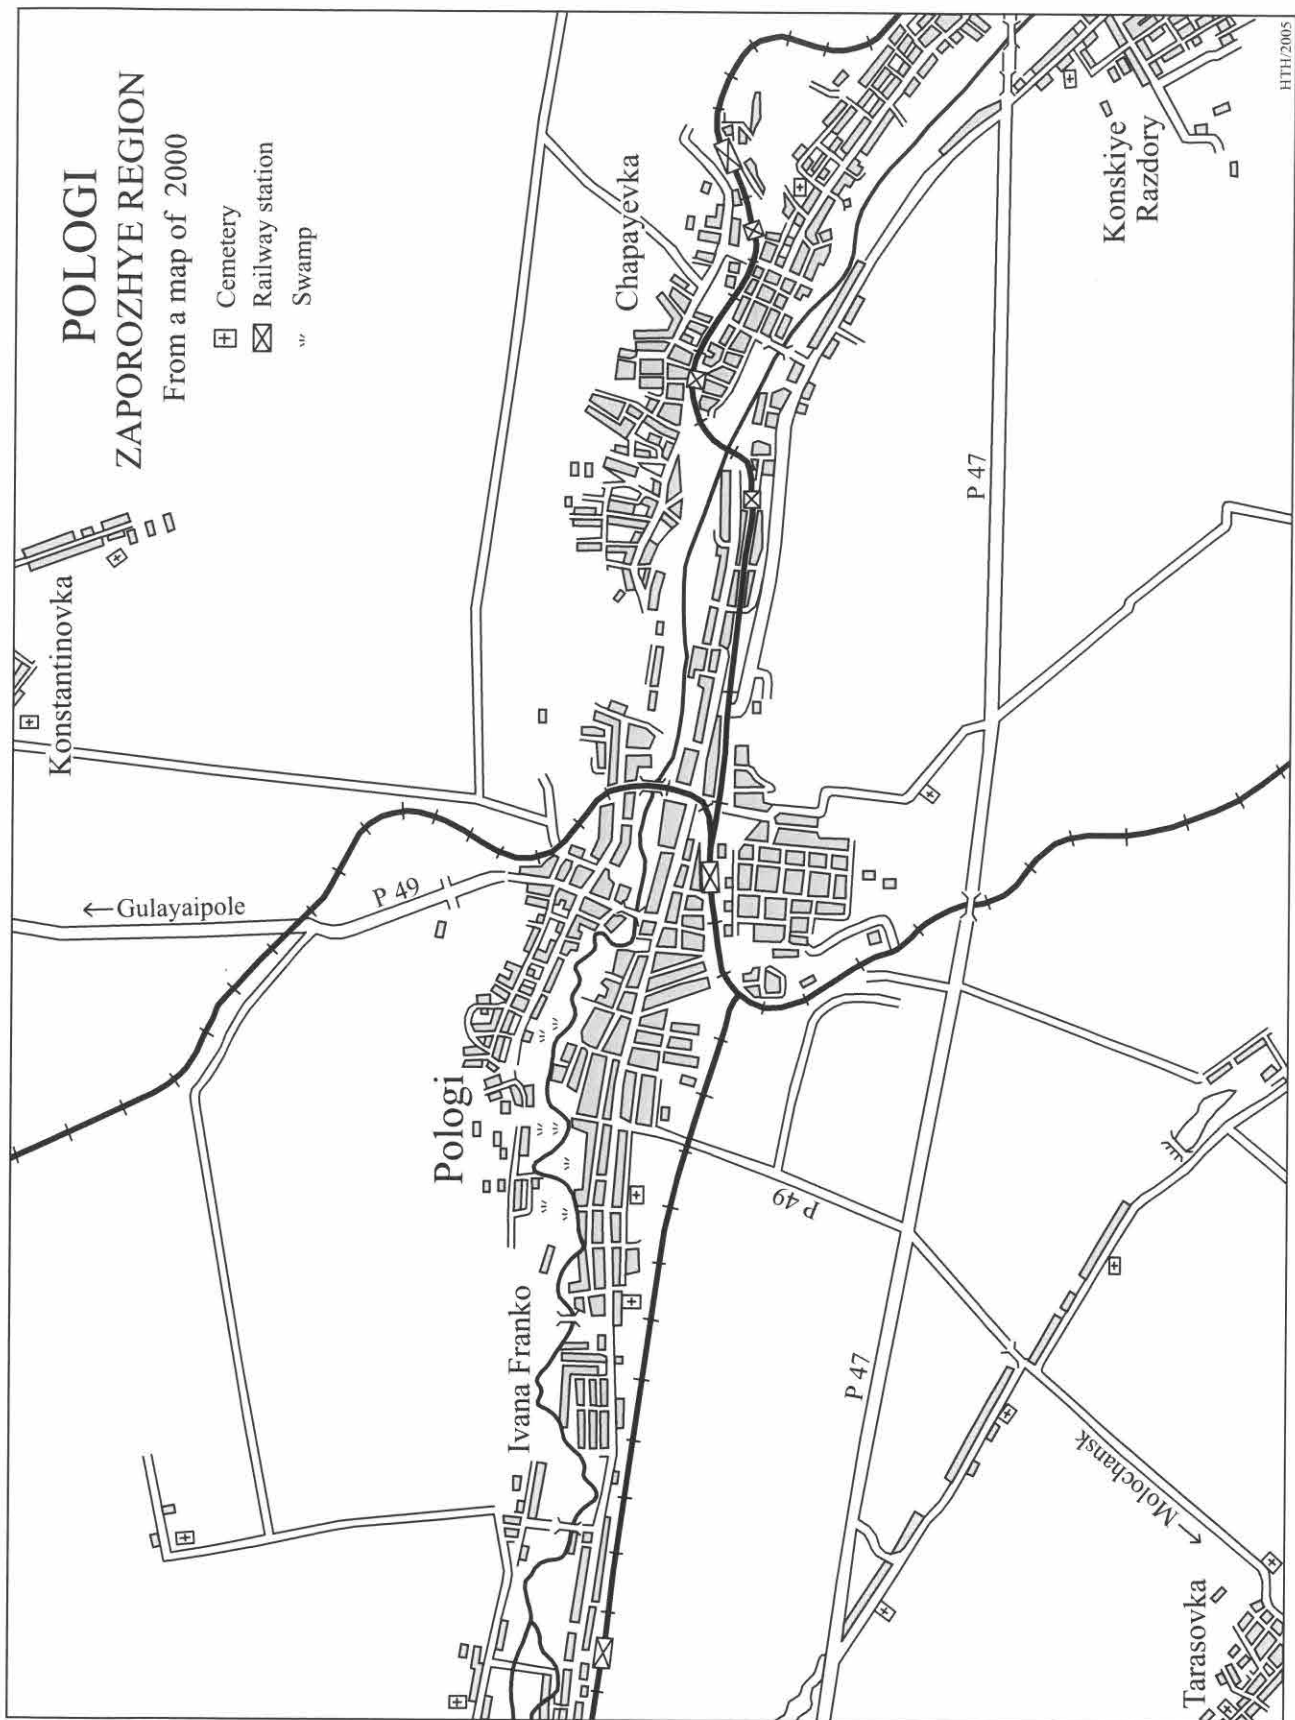 POLOGI
ZAPOROZHYE REGION
From a map of 2000
Cemetery
Railway station
Swamp
Konstantinovka
Chapayevka
Konskiye
Razdory
←Gulayaipole
P 49
P 47
Pologi
P 49
Ivana Franko
P 47
←Molochansk
Tarasovka
HTH/2005